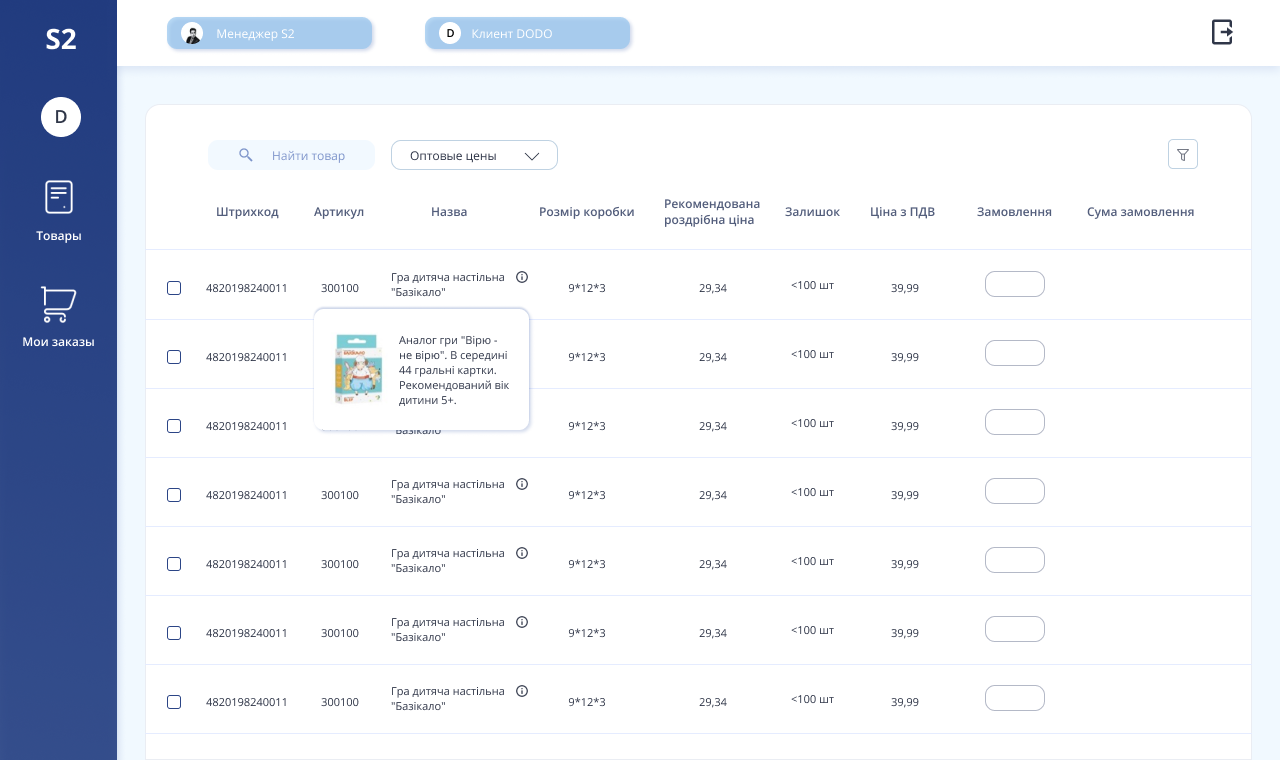 S2
Менеджер S2
D
Клиент DODO
D
Товары
Мои заказы
Найти товар
Оптовые цены
Штрихкод
Артикул
Назва
Розмір коробки
Рекомендована
роздрібна ціна
Залишок
Ціна з ПДВ
Замовлення
Сума замовлення
4820198240011
300100
Гра дитяча настільна
"Базікало"
9*12*3
29,34
<100 шт
39,99
4820198240011
9*12*3
29,34
<100 шт
39,99
Аналог гри "Вірю -
не вірю". В середині
44 гральні картки.
Рекомендований вік
дитини 5+.
4820198240011
"Базікало"
9*12*3
29,34
<100 шт
39,99
4820198240011
300100
Гра дитяча настільна
"Базікало"
9*12*3
29,34
<100 шт
39,99
4820198240011
300100
Гра дитяча настільна
"Базікало"
9*12*3
29,34
<100 шт
39,99
4820198240011
300100
Гра дитяча настільна
"Базікало"
9*12*3
29,34
<100 шт
39,99
4820198240011
300100
Гра дитяча настільна
"Базікало"
9*12*3
29,34
<100 шт
39,99